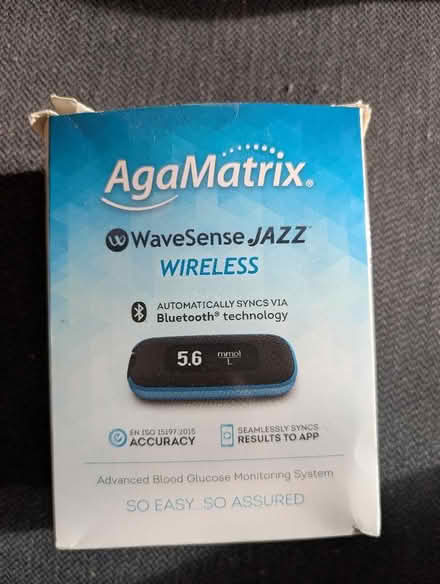 AgaMatrix®
WaveSense JAZZ™
WIRELESS
AUTOMATICALLY SYNCS VIA
Bluetooth® technology
5.6 mmol
L
EN ISO 15197:2015
ACCURACY
SEAMLESSLY SYNCS
RESULTS TO APP
Advanced Blood Glucose Monitoring System
SO EASY...SO ASSURED